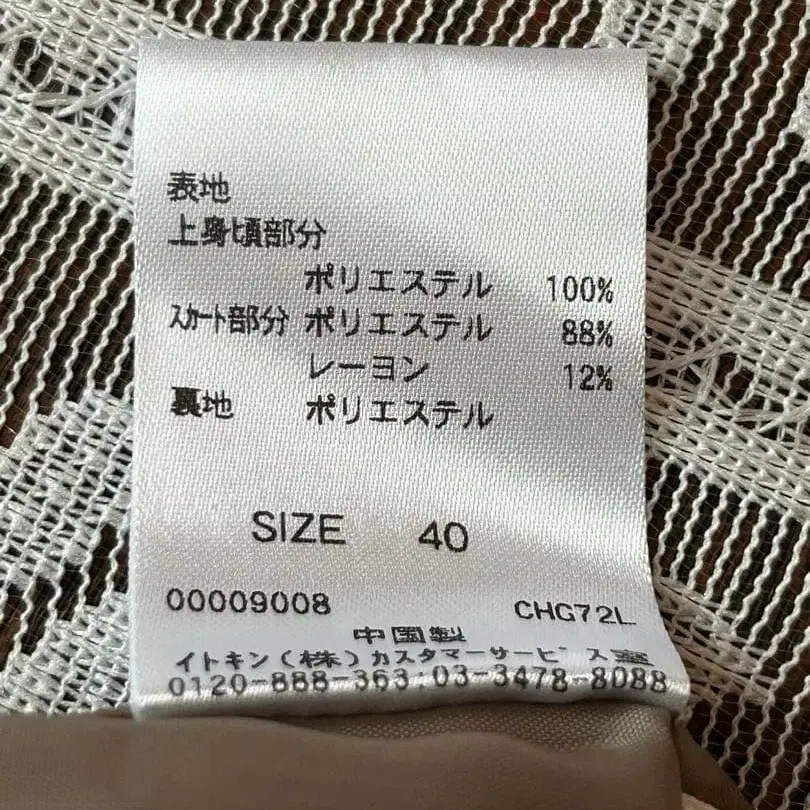 表地
上身頃部分
ポリエステル 100%
スカート部分 ポリエステル 88%
レーヨン 12%
裏地 ポリエステル
SIZE 40
00009008 CHG72L
中国製
イトキン(株)カスタマーサービス室
0120-888-363:03-3478-8088